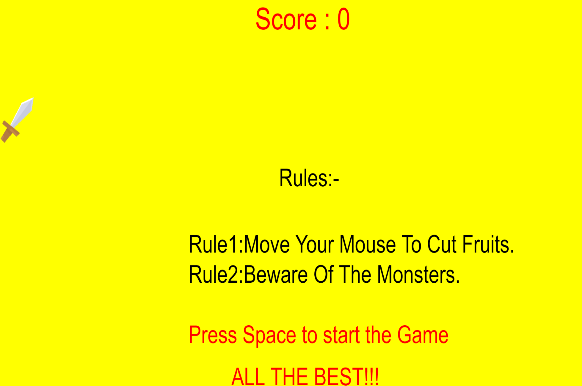 Score : 0
Rules:-
Rule1:Move Your Mouse To Cut Fruits.
Rule2:Beware Of The Monsters.
Press Space to start the Game
ALL THE BEST!!!